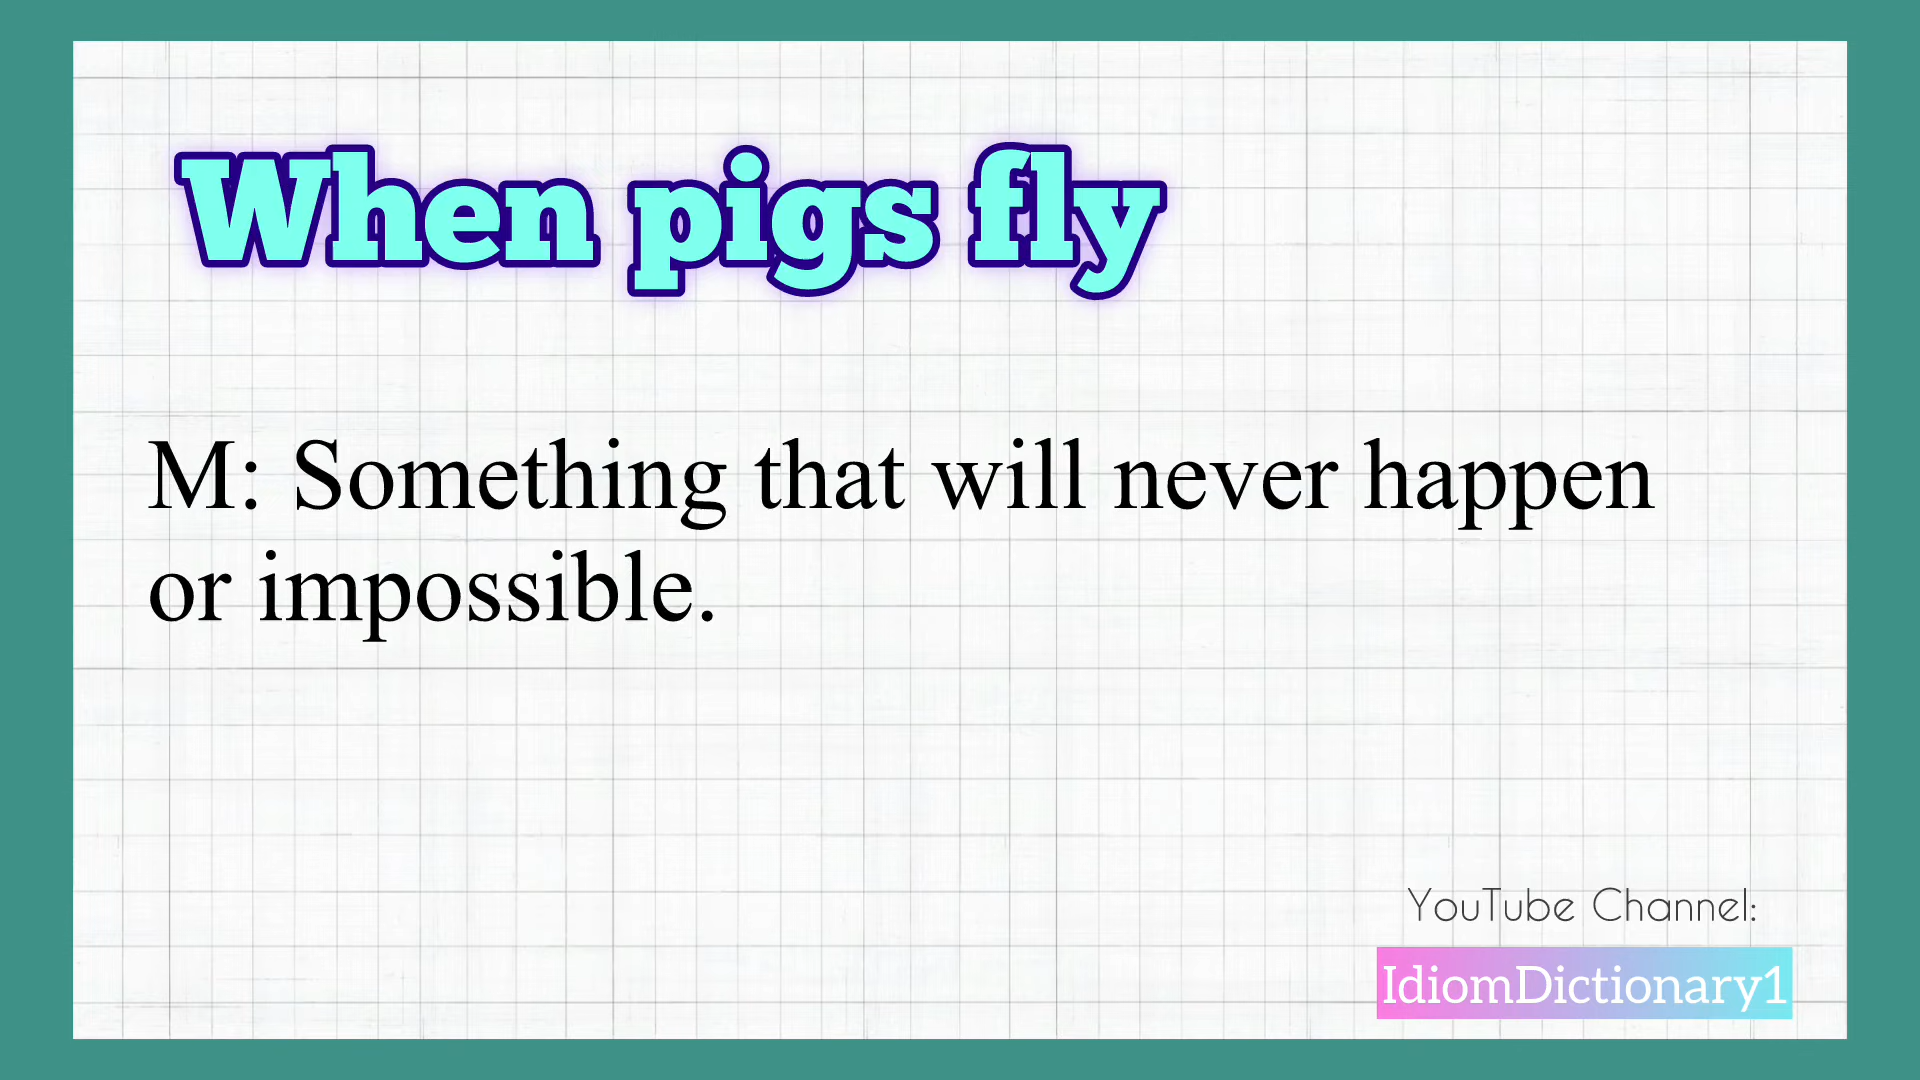 When pigs fly
M: Something that will never happen
or impossible.
YouTube Channel:
IdiomDictionary1